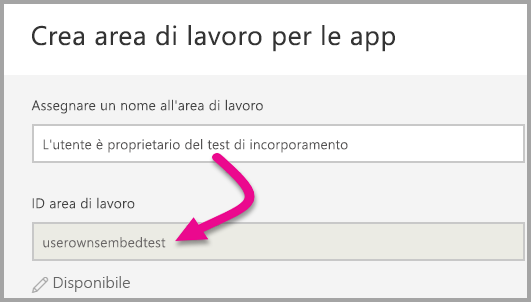 Crea area di lavoro per le app
Assegnare un nome all'area di lavoro
L'utente è proprietario del test di incorporamento
ID area di lavoro
userownsembedtest
Disponibile